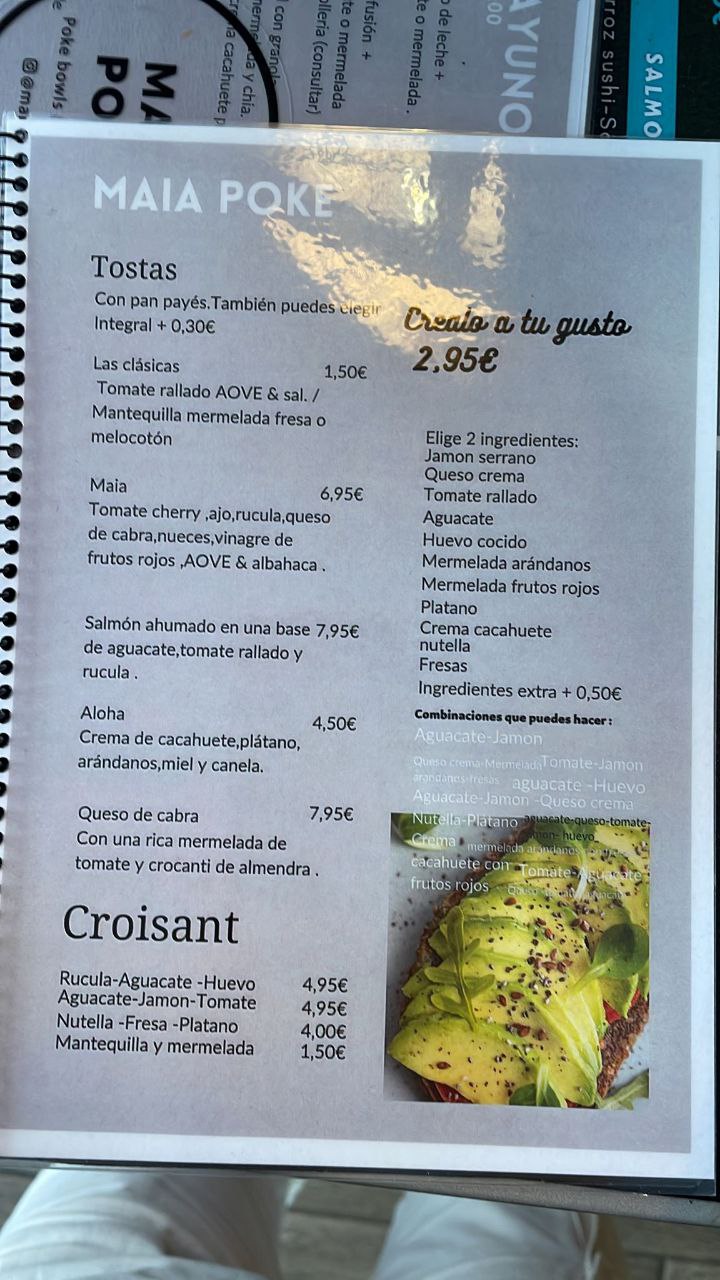 Poke bowls
MA
PO
y chia.
cacahuete
con granol
fusión +
te o mermelada
(consultar)
o de leche +
te o mermelada .
AYUNO
00
rroz sushi-S
SALMO
MAIA POKE
Tostas
Con pan payés.También puedes elegir
Integral + 0,30€
Las clásicas 1,50€
Tomate rallado AOVE & sal. /
Mantequilla mermelada fresa o
melocotón
Maia 6,95€
Tomate cherry ,ajo,rucula,queso
de cabra,nueces,vinagre de
frutos rojos ,AOVE & albahaca .
Salmón ahumado en una base 7,95€
de aguacate,tomate rallado y
rucula .
Aloha 4,50€
Crema de cacahuete,plátano,
arándanos,miel y canela.
Queso de cabra 7,95€
Con una rica mermelada de
tomate y crocanti de almendra .
Croisant
Rucula-Aguacate -Huevo 4,95€
Aguacate-Jamon-Tomate 4,95€
Nutella -Fresa -Platano 4,00€
Mantequilla y mermelada 1,50€
Crealo a tu gusto
2,95€
Elige 2 ingredientes:
Jamon serrano
Queso crema
Tomate rallado
Aguacate
Huevo cocido
Mermelada arándanos
Mermelada frutos rojos
Platano
Crema cacahuete
nutella
Fresas
Ingredientes extra + 0,50€
Combinaciones que puedes hacer :
Aguacate-Jamon
Queso crema-Mermelada Tomate-Jamon
arandanos-fresas aguacate -Huevo
Aguacate-Jamon -Queso crema
Nutella-Plátano aguacate-queso-tomate-
Crema mermelada arándanos huevo
cacahuete con Tomate-Aguacate
frutos rojos